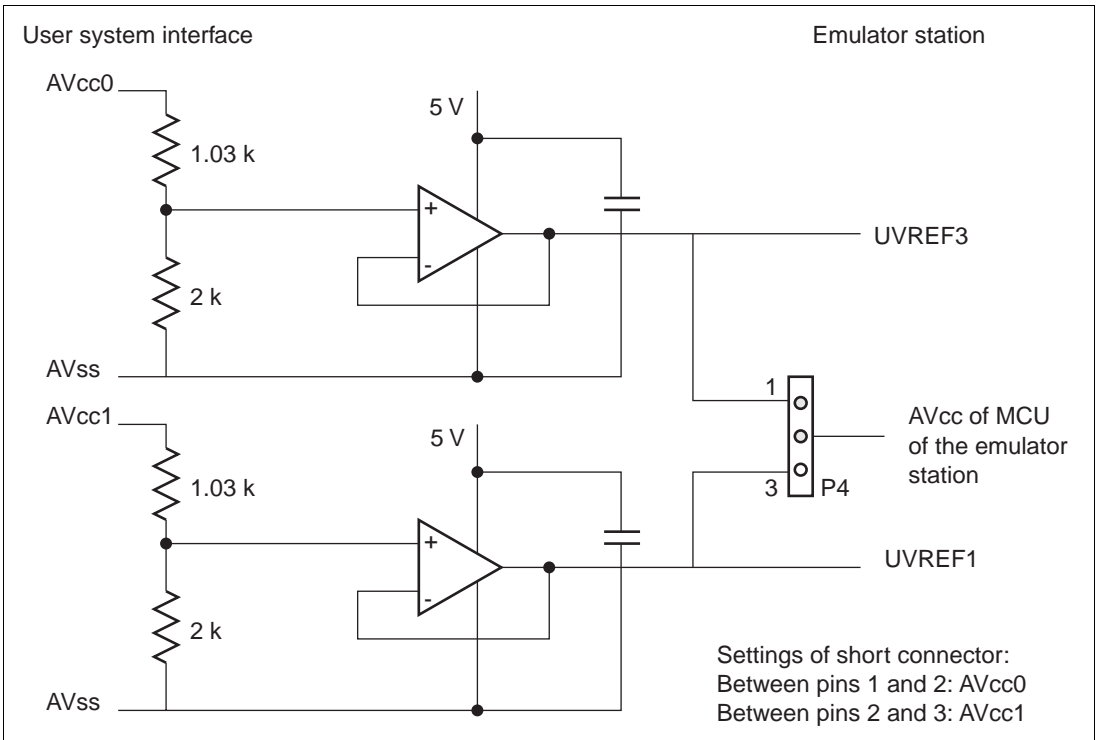 User system interface
Emulator station
AVcc0
5 V
1.03 k
+
-
UVREF3
2 k
AVss
1
AVcc of MCU
of the emulator
station
3
P4
AVcc1
5 V
1.03 k
+
-
UVREF1
2 k
AVss
Settings of short connector:
Between pins 1 and 2: AVcc0
Between pins 2 and 3: AVcc1